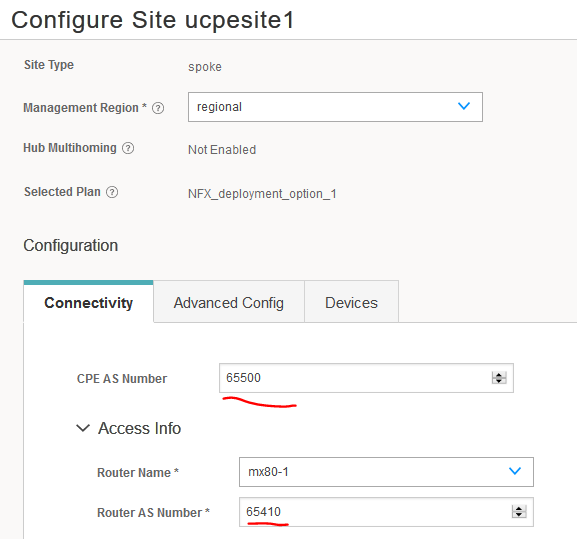 Configure Site ucpesite1
Site Type spoke
Management Region * ? regional
Hub Multihoming ? Not Enabled
Selected Plan ? NFX_deployment_option_1
Configuration
Connectivity Advanced Config Devices
CPE AS Number 65500
Access Info
Router Name * mx80-1
Router AS Number * 65410